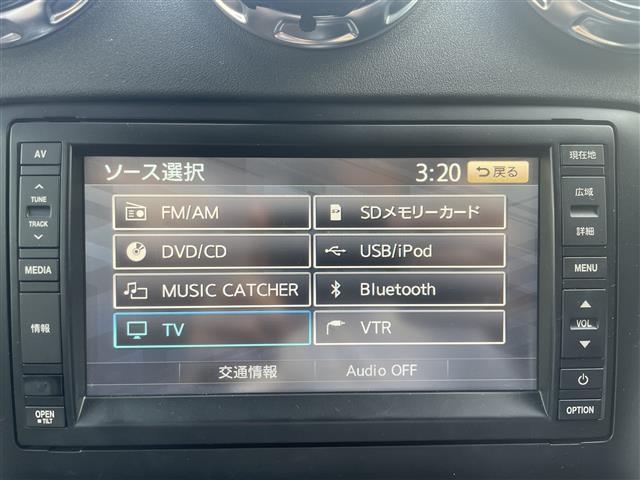 AV
TUNE
TRACK
MEDIA
情報
OPEN
TILT
ソース選択
3:20
戻る
FM/AM
SDメモリーカード
DVD/CD
USB/iPod
MUSIC CATCHER
Bluetooth
TV
VTR
交通情報
Audio OFF
現在地
広域
詳細
MENU
VOL
OPTION